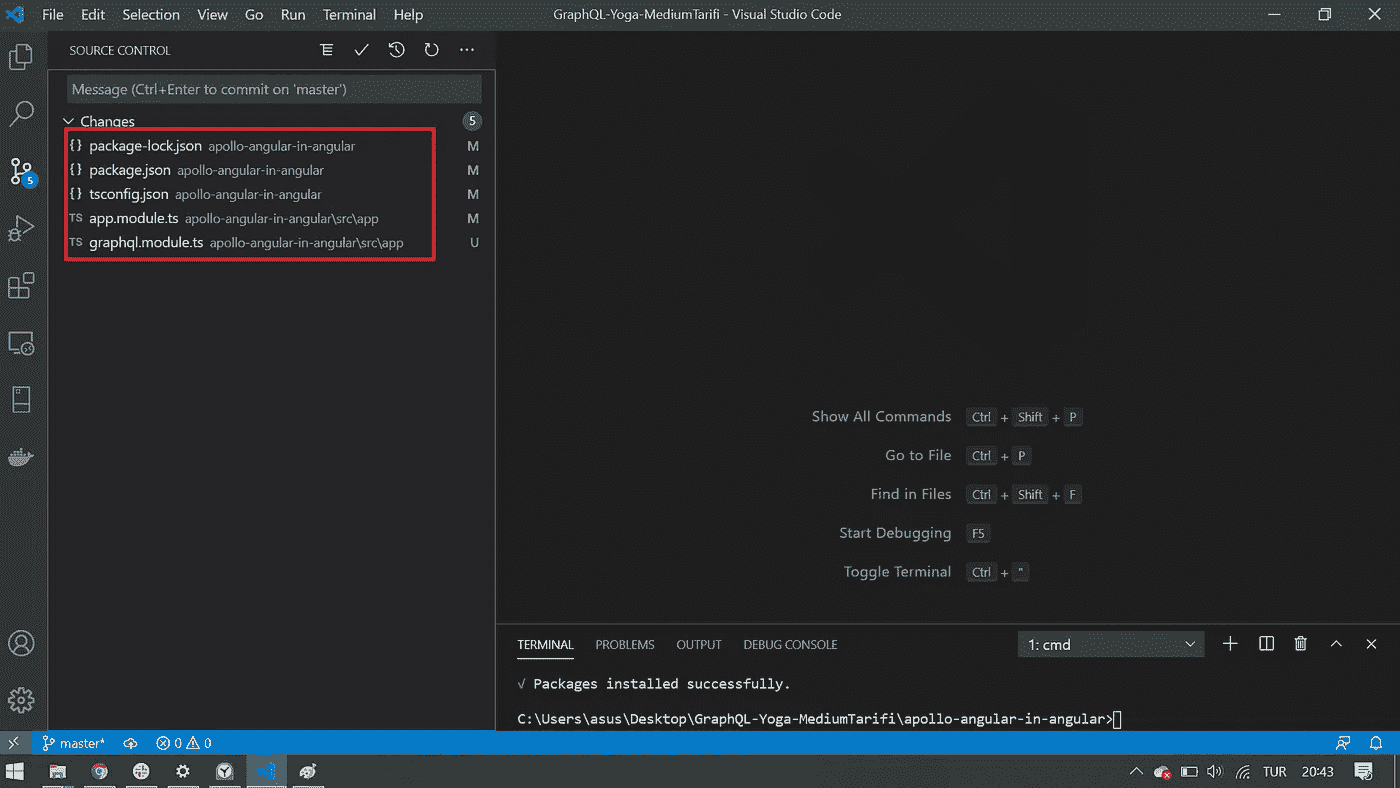 File Edit Selection View Go Run Terminal Help GraphQL-Yoga-MediumTarifi - Visual Studio Code
SOURCE CONTROL
Message (Ctrl+Enter to commit on 'master')
Changes 5
{} package-lock.json apollo-angular-in-angular M
{} package.json apollo-angular-in-angular M
{} tsconfig.json apollo-angular-in-angular M
TS app.module.ts apollo-angular-in-angular\src\app M
TS graphql.module.ts apollo-angular-in-angular\src\app U
5
Show All Commands Ctrl + Shift + P
Go to File Ctrl + P
Find in Files Ctrl + Shift + F
Start Debugging F5
Toggle Terminal Ctrl + "
TERMINAL PROBLEMS OUTPUT DEBUG CONSOLE 1: cmd
√ Packages installed successfully.
C:\Users\asus\Desktop\GraphQL-Yoga-MediumTarifi\apollo-angular-in-angular>
master* 0 0
TUR 20:43